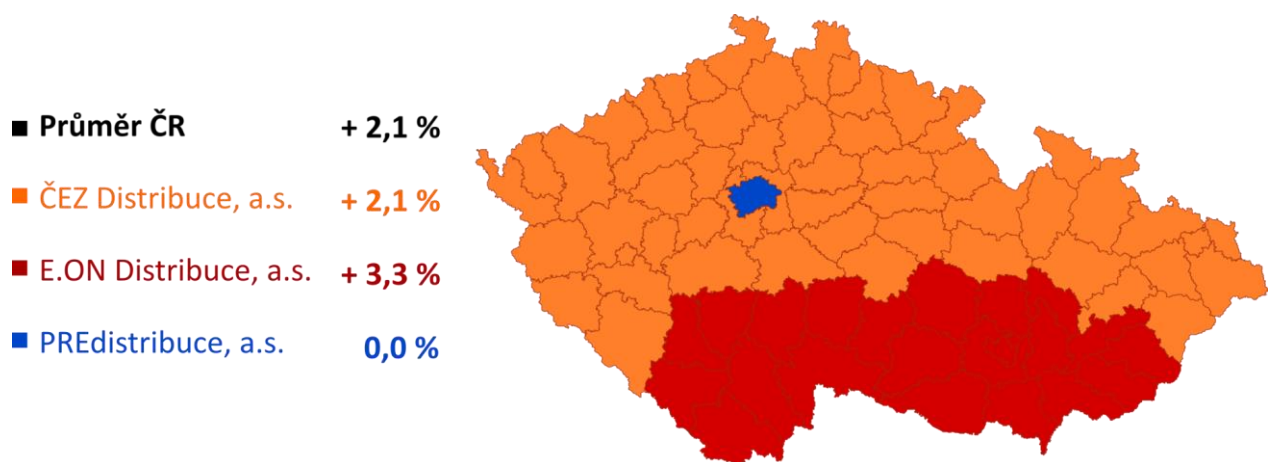 Průměr ČR + 2,1 %
ČEZ Distribuce, a.s. + 2,1 %
E.ON Distribuce, a.s. + 3,3 %
PREdistribuce, a.s. 0,0 %